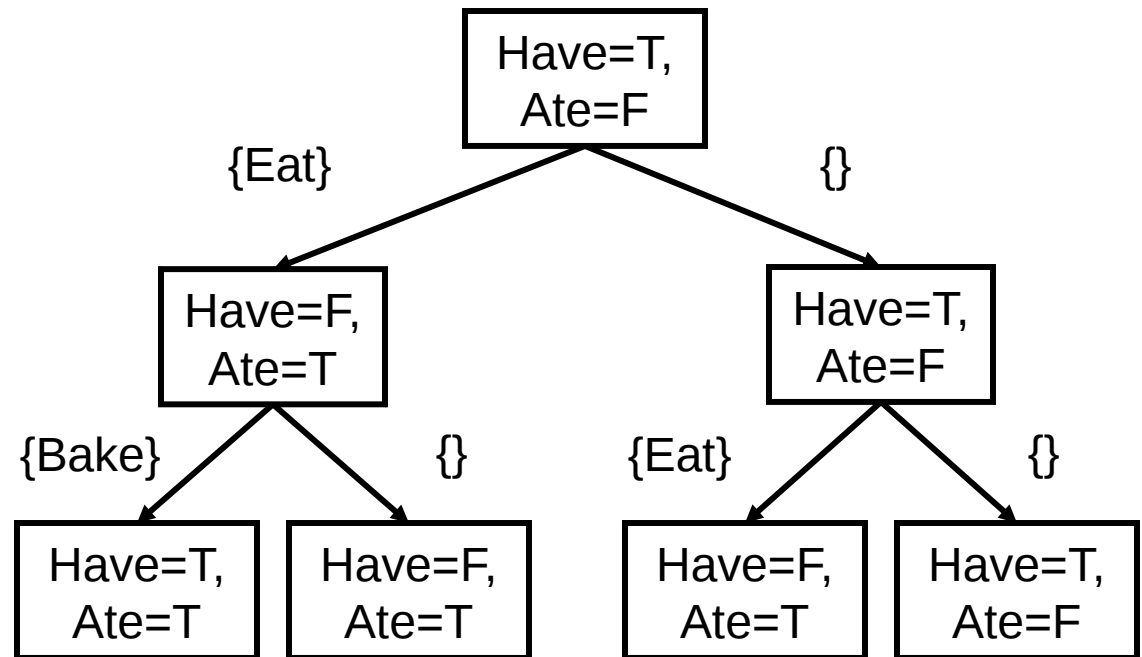 Have=T,
Ate=F
{Eat}
{}
Have=F,
Ate=T
Have=T,
Ate=F
{Bake}
{}
{Eat}
{}
Have=T,
Ate=T
Have=F,
Ate=T
Have=F,
Ate=T
Have=T,
Ate=F